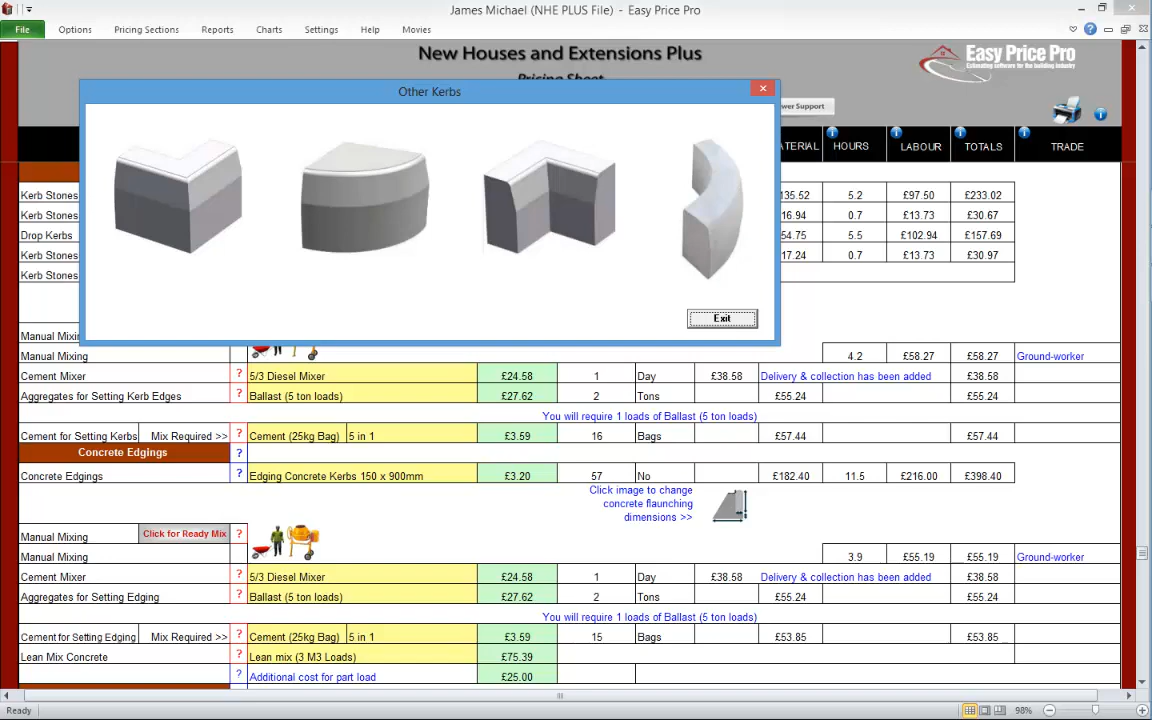 James Michael (NHE PLUS File) - Easy Price Pro
File Options Pricing Sections Reports Charts Settings Help Movies
New Houses and Extensions Plus
Easy Price Pro
Estimating software for the building industry
Pricing Sheet
Other Kerbs
wer Support
TERIAL HOURS LABOUR TOTALS TRADE
Kerb Stones 135.52 5.2 £97.50 £233.02
Kerb Stones 16.94 0.7 £13.73 £30.67
Drop Kerbs 54.75 5.5 £102.94 £157.69
Kerb Stones 17.24 0.7 £13.73 £30.97
Kerb Stones
Exit
Manual Mixi
Manual Mixing 4.2 £58.27 £58.27 Ground-worker
Cement Mixer ? 5/3 Diesel Mixer £24.58 1 Day £38.58 Delivery & collection has been added £38.58
Aggregates for Setting Kerb Edges ? Ballast (5 ton loads) £27.62 2 Tons £55.24 £55.24
You will require 1 loads of Ballast (5 ton loads)
Cement for Setting Kerbs Mix Required >> ? Cement (25kg Bag) 5 in 1 £3.59 16 Bags £57.44 £57.44
Concrete Edgings ?
Concrete Edgings ? Edging Concrete Kerbs 150 x 900mm £3.20 57 No £182.40 11.5 £216.00 £398.40
Click image to change
concrete flaunching
dimensions >>
Manual Mixing Click for Ready Mix ?
Manual Mixing 3.9 £55.19 £55.19 Ground-worker
Cement Mixer ? 5/3 Diesel Mixer £24.58 1 Day £38.58 Delivery & collection has been added £38.58
Aggregates for Setting Edging ? Ballast (5 ton loads) £27.62 2 Tons £55.24 £55.24
You will require 1 loads of Ballast (5 ton loads)
Cement for Setting Edging Mix Required >> ? Cement (25kg Bag) 5 in 1 £3.59 15 Bags £53.85 £53.85
Lean Mix Concrete ? Lean mix (3 M3 Loads) £75.39
? Additional cost for part load £25.00
Ready 98%